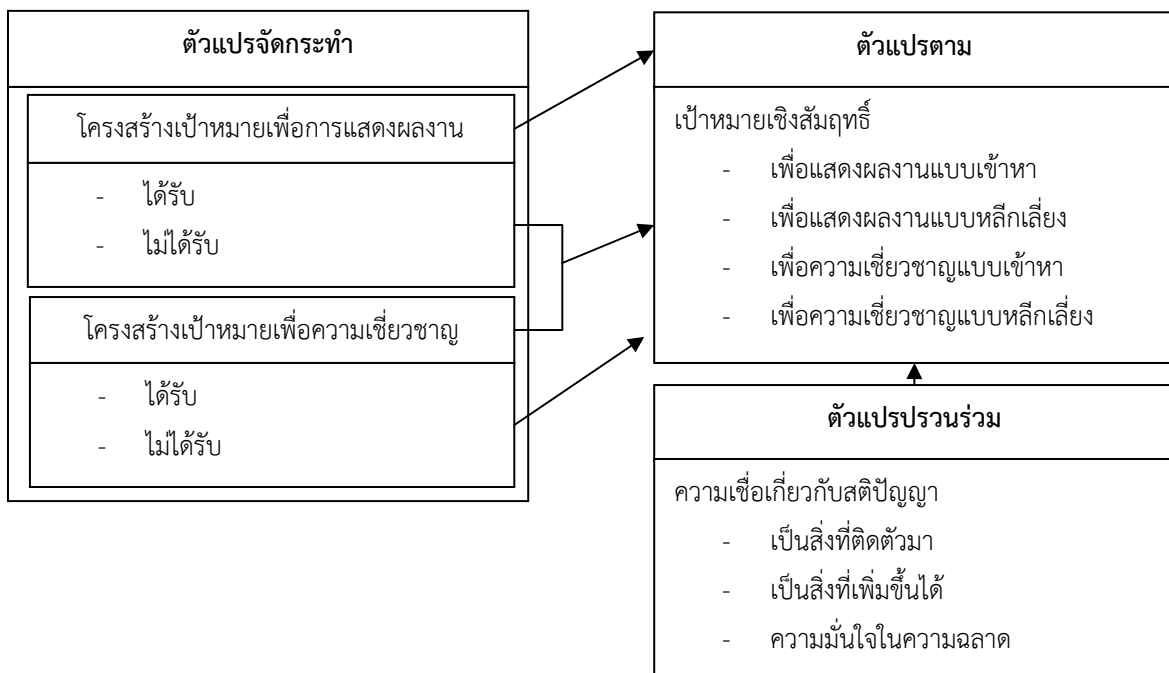 ตัวแปรจัดกระทำ
โครงสร้างเป้าหมายเพื่อการแสดงผลงาน
- ได้รับ
- ไม่ได้รับ
โครงสร้างเป้าหมายเพื่อความเชี่ยวชาญ
- ได้รับ
- ไม่ได้รับ
ตัวแปรตาม
เป้าหมายเชิงสัมฤทธิ์
- เพื่อแสดงผลงานแบบเข้าหา
- เพื่อแสดงผลงานแบบหลีกเลี่ยง
- เพื่อความเชี่ยวชาญแบบเข้าหา
- เพื่อความเชี่ยวชาญแบบหลีกเลี่ยง
ตัวแปรปรวนร่วม
ความเชื่อเกี่ยวกับสติปัญญา
- เป็นสิ่งที่ติดตัวมา
- เป็นสิ่งที่เพิ่มขึ้นได้
- ความมั่นใจในความฉลาด